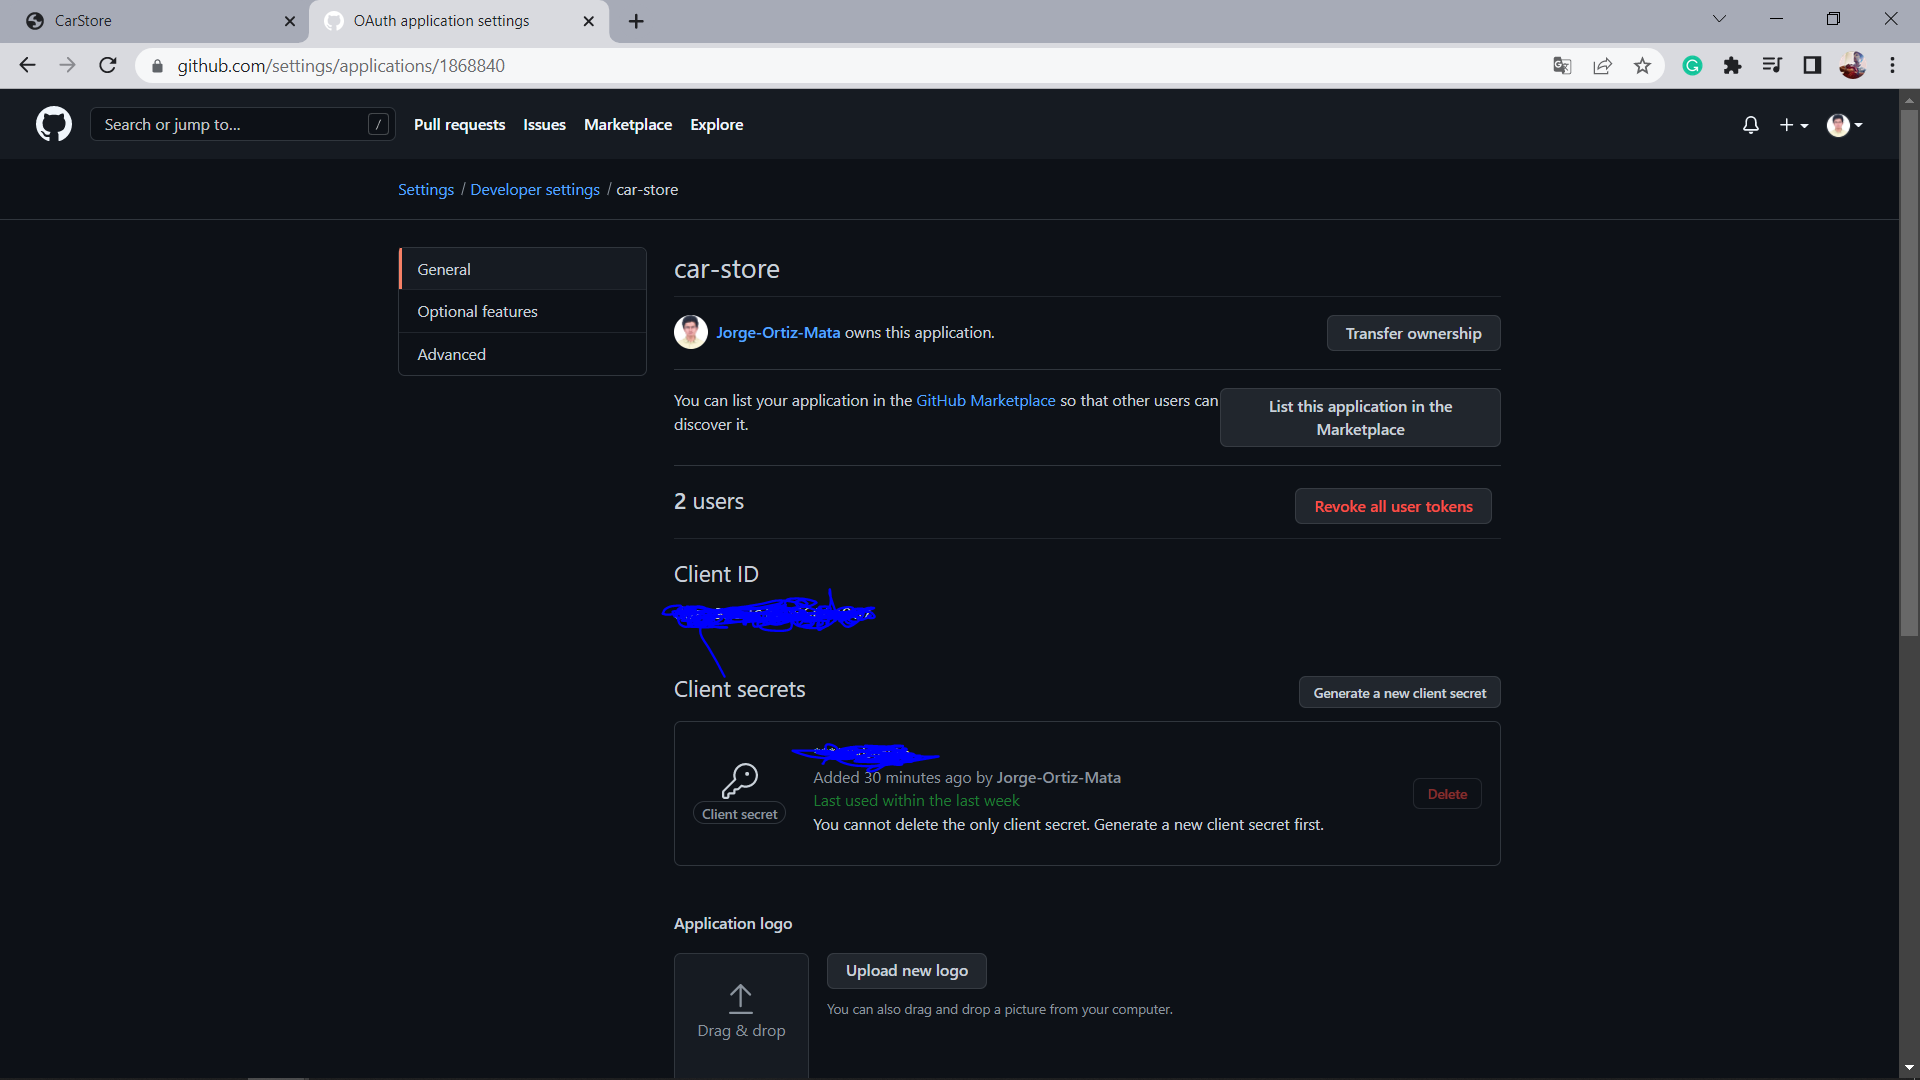 CarStore
OAuth application settings
github.com/settings/applications/1868840
Search or jump to...
/
Pull requests
Issues
Marketplace
Explore
Settings / Developer settings / car-store
General
Optional features
Advanced
car-store
Jorge-Ortiz-Mata owns this application.
Transfer ownership
You can list your application in the GitHub Marketplace so that other users can
discover it.
List this application in the
Marketplace
2 users
Revoke all user tokens
Client ID
Client secrets
Generate a new client secret
Client secret
Added 30 minutes ago by Jorge-Ortiz-Mata
Last used within the last week
You cannot delete the only client secret. Generate a new client secret first.
Delete
Application logo
Drag & drop
Upload new logo
You can also drag and drop a picture from your computer.